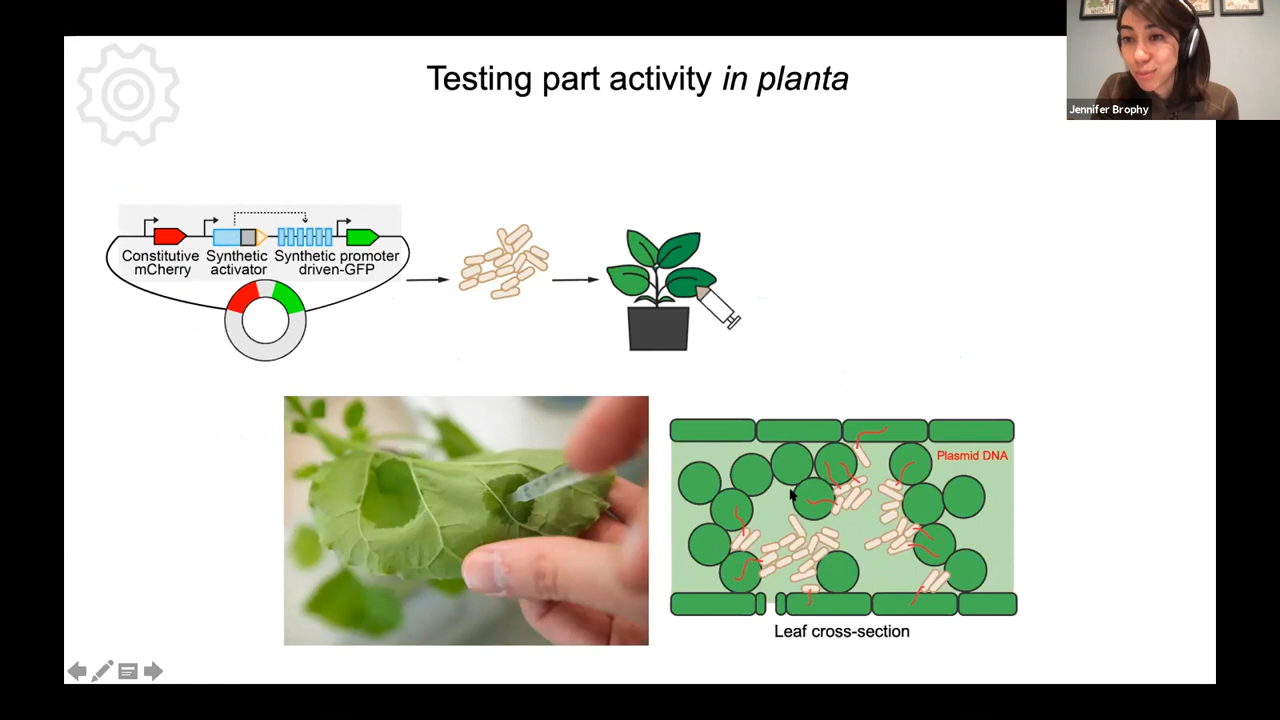 Testing part activity in planta
Jennifer Brophy
Constitutive
mCherry
Synthetic
activator
Synthetic promoter
driven-GFP
Plasmid DNA
Leaf cross-section